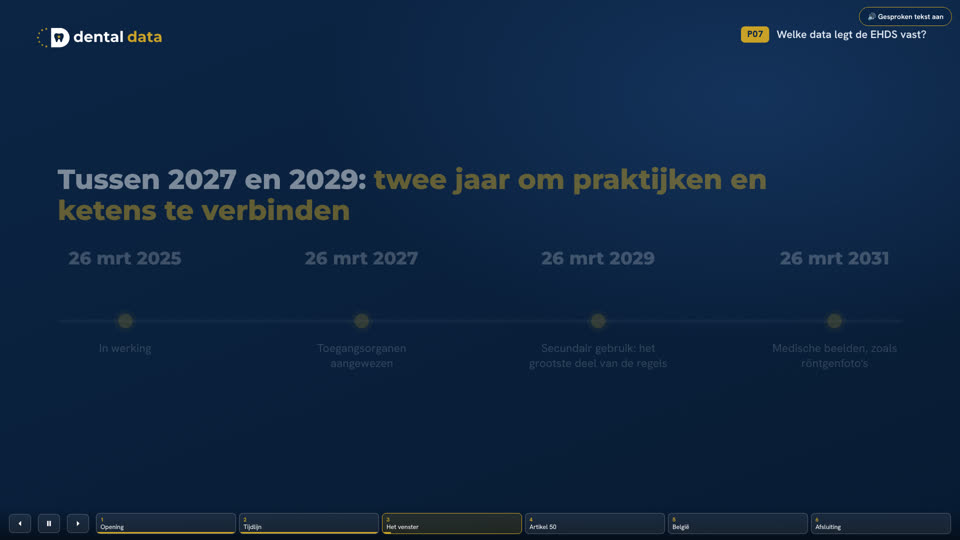 Gesproken tekst aan
dental data
P07 Welke data legt de EHDS vast?
Tussen 2027 en 2029: twee jaar om praktijken en
ketens te verbinden
26 mrt 2025
26 mrt 2027
26 mrt 2029
26 mrt 2031
In werking
Toegangsorganen
aangewezen
Secundair gebruik: het
grootste deel van de regels
Medische beelden, zoals
röntgenfoto's
1
Opening
2
Tijdlijn
3
Het venster
4
Artikel 50
5
België
6
Afsluiting